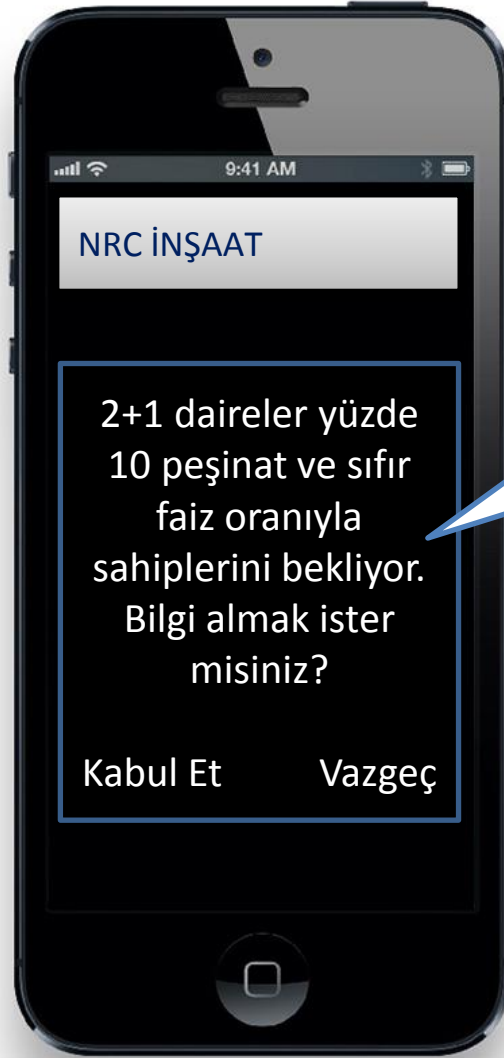 9:41 AM
NRC İNŞAAT
2+1 daireler yüzde
10 peşinat ve sıfır
faiz oranıyla
sahiplerini bekliyor.
Bilgi almak ister
misiniz?
Kabul Et Vazgeç